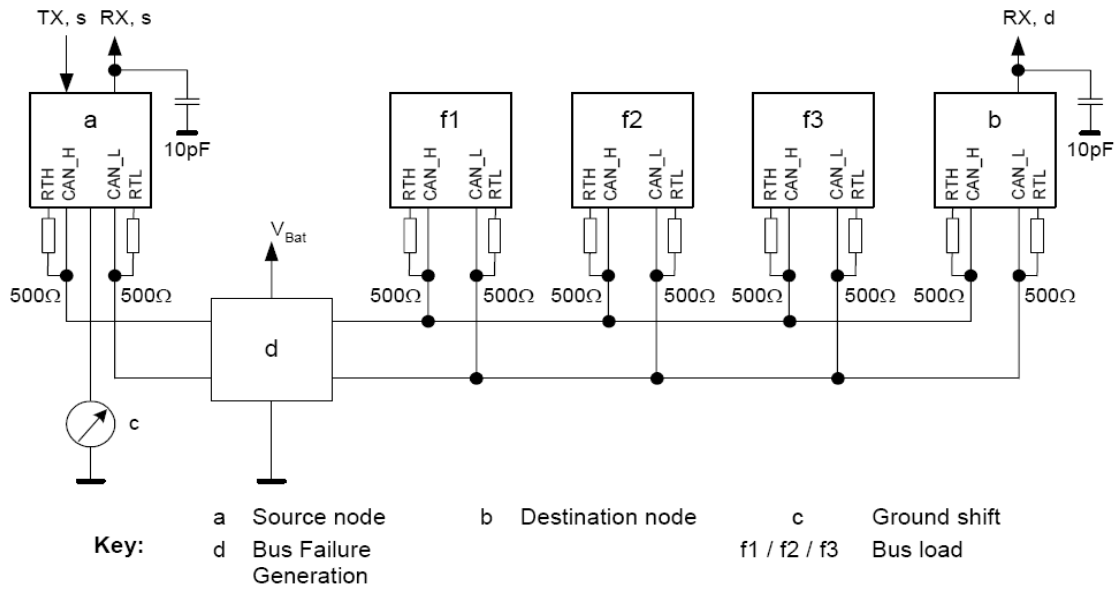 TX, s RX, s RX, d
a f1 f2 f3 b
10pF 10pF
RTH CAN_H CAN_L RTL RTH CAN_H CAN_L RTL RTH CAN_H CAN_L RTL RTH CAN_H CAN_L RTL RTH CAN_H CAN_L RTL
VBat
500Ω 500Ω 500Ω 500Ω 500Ω 500Ω 500Ω 500Ω 500Ω 500Ω
d
c
a Source node b Destination node c Ground shift
Key: d Bus Failure f1 / f2 / f3 Bus load
Generation